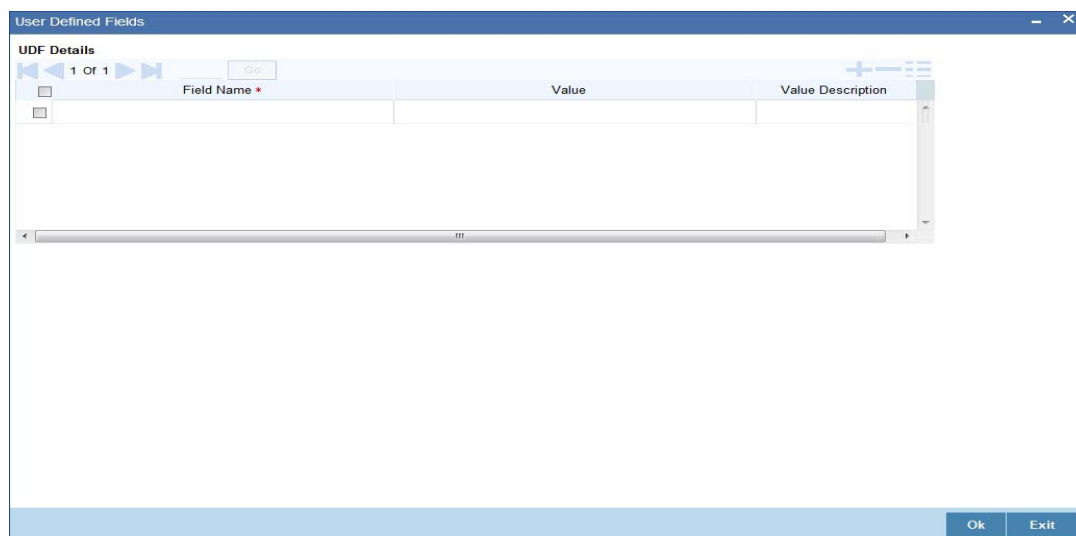 User Defined Fields
UDF Details
1 Of 1 Go
Field Name * Value Value Description
Ok Exit